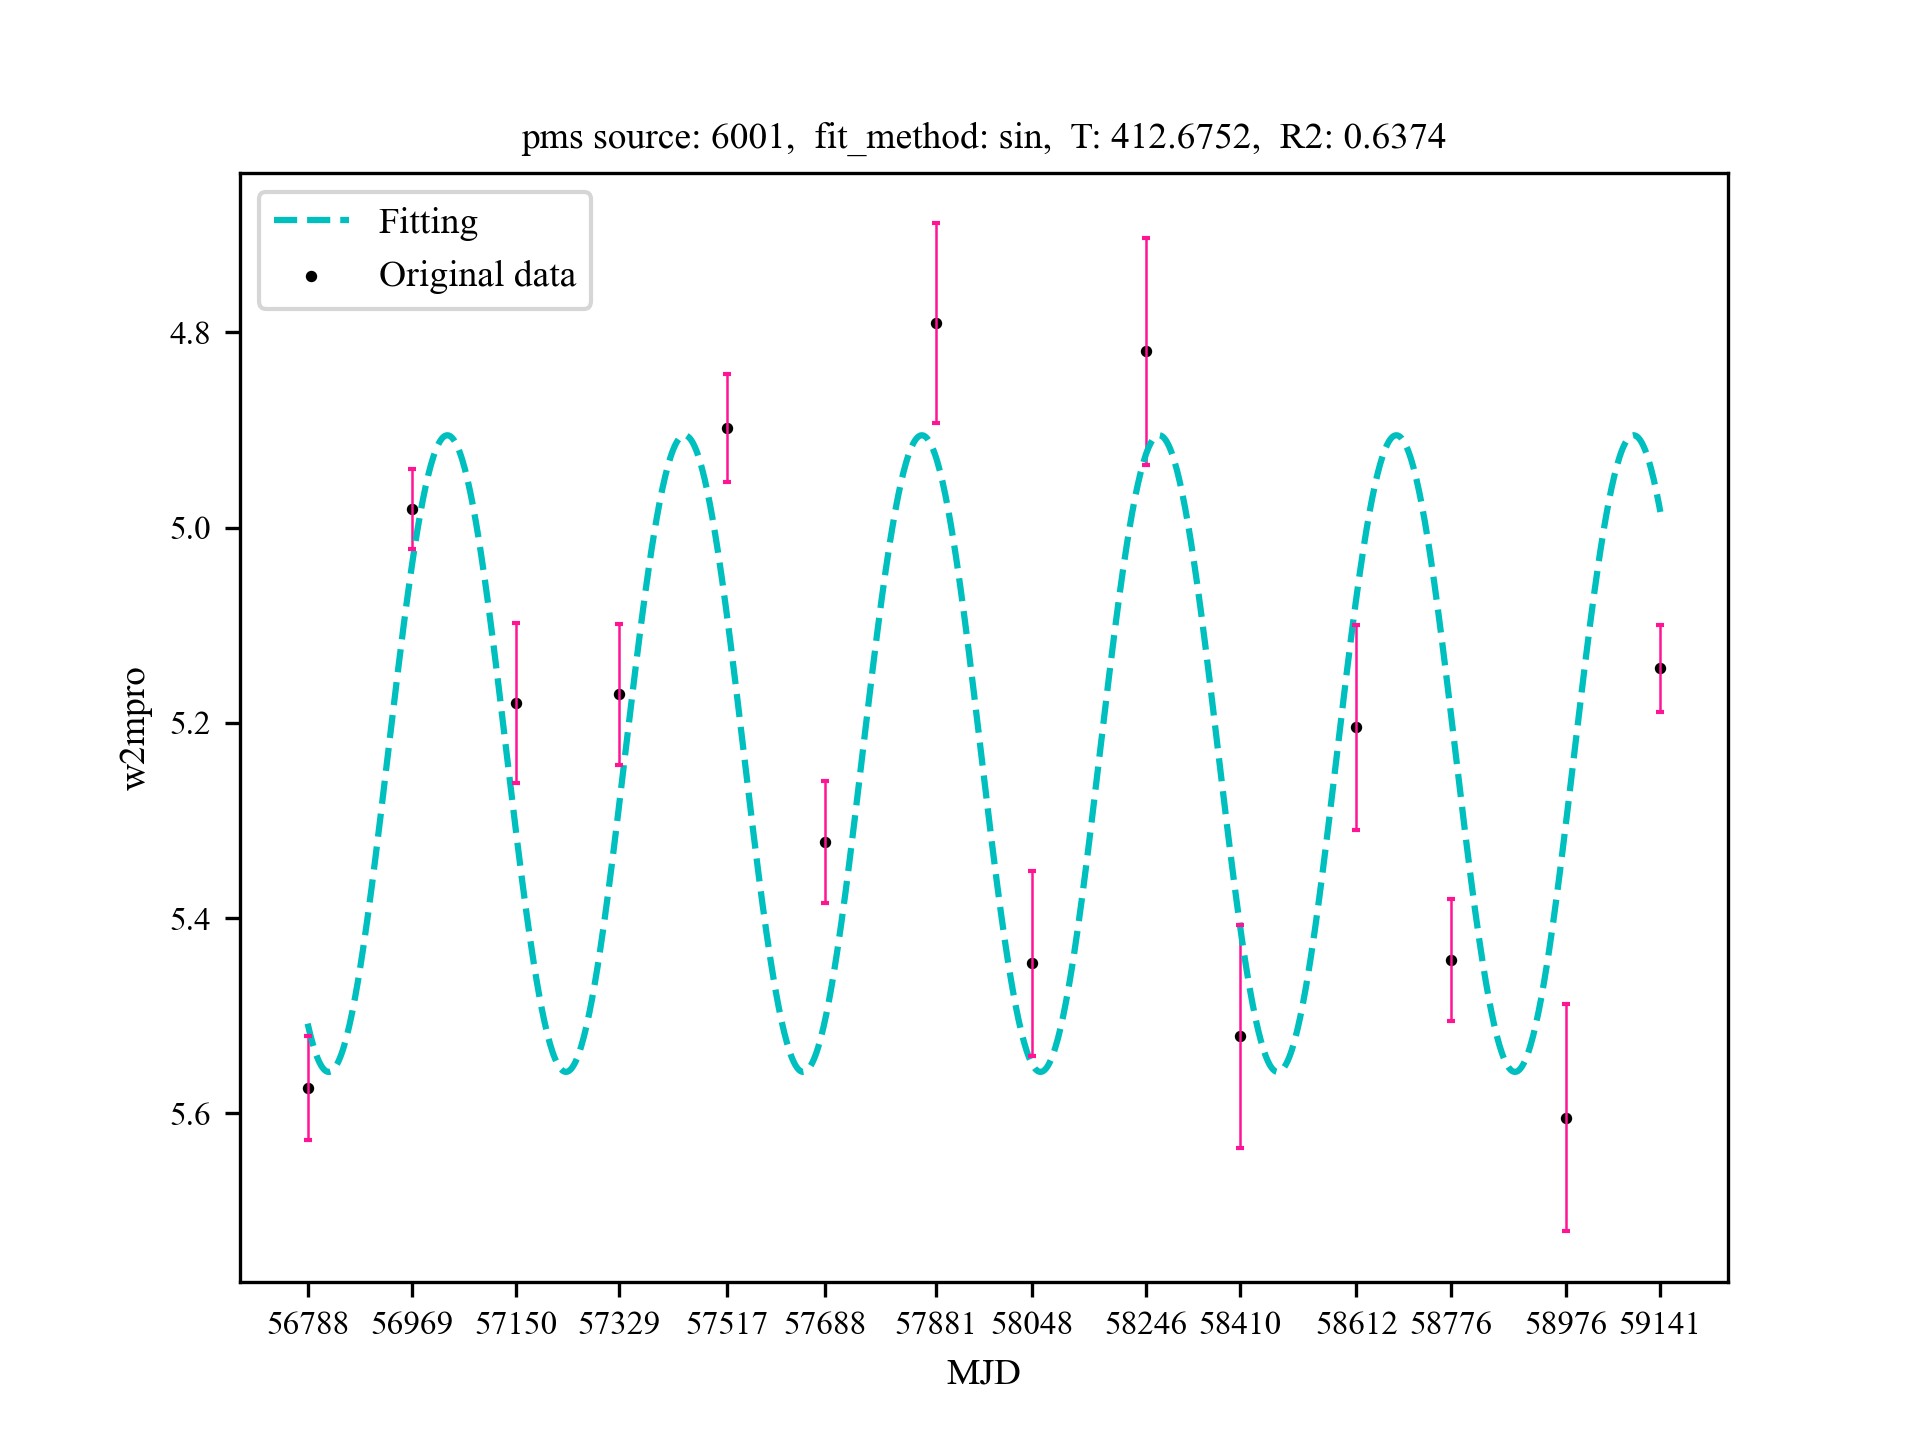 pms source: 6001,  fit_method: sin,  T: 412.6752,  R2: 0.6374
Fitting
Original data
4.8
5.0
5.2
5.4
5.6
w2mpro
56788 56969 57150 57329 57517 57688 57881 58048 58246 58410 58612 58776 58976 59141
MJD